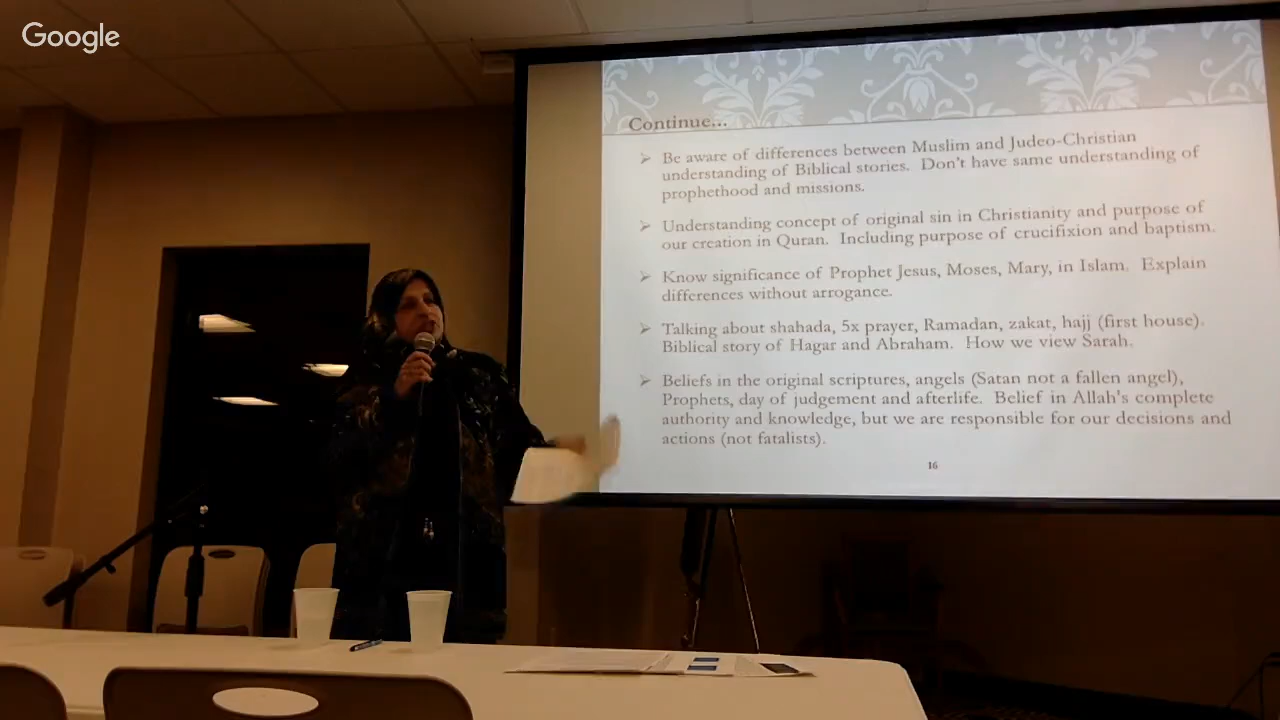 Google
Continue...
➢ Be aware of differences between Muslim and Judeo-Christian
understanding of Biblical stories. Don't have same understanding of
prophethood and missions.
➢ Understanding concept of original sin in Christianity and purpose of
our creation in Quran. Including purpose of crucifixion and baptism.
➢ Know significance of Prophet Jesus, Moses, Mary, in Islam. Explain
differences without arrogance.
➢ Talking about shahada, 5x prayer, Ramadan, zakat, hajj (first house).
Biblical story of Hagar and Abraham. How we view Sarah.
➢ Beliefs in the original scriptures, angels (Satan not a fallen angel),
Prophets, day of judgement and afterlife. Belief in Allah's complete
authority and knowledge, but we are responsible for our decisions and
actions (not fatalists).
16